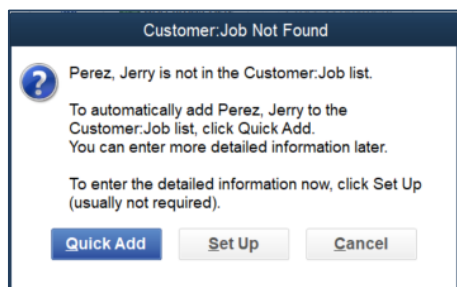 Customer:Job Not Found
Perez, Jerry is not in the Customer:Job list.
To automatically add Perez, Jerry to the
Customer:Job list, click Quick Add.
You can enter more detailed information later.
To enter the detailed information now, click Set Up
(usually not required).
Quick Add Set Up Cancel